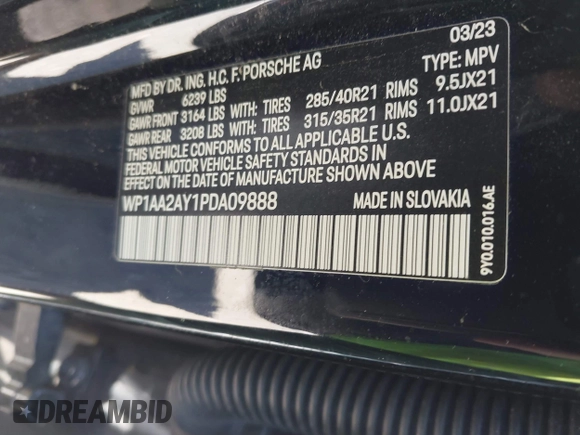 MFD BY DR. ING. H.C. F. PORSCHE AG 03/23
GVWR 6239 LBS TYPE: MPV
GAWR FRONT 3164 LBS WITH: TIRES 285/40R21 RIMS 9.5JX21
GAWR REAR 3208 LBS WITH: TIRES 315/35R21 RIMS 11.0JX21
THIS VEHICLE CONFORMS TO ALL APPLICABLE U.S.
FEDERAL MOTOR VEHICLE SAFETY STANDARDS IN
EFFECT ON THE DATE OF MANUFACTURE SHOWN ABOVE
WP1AA2AY1PDA09888 MADE IN SLOVAKIA
9Y0.010.016.AE
DREAMBID